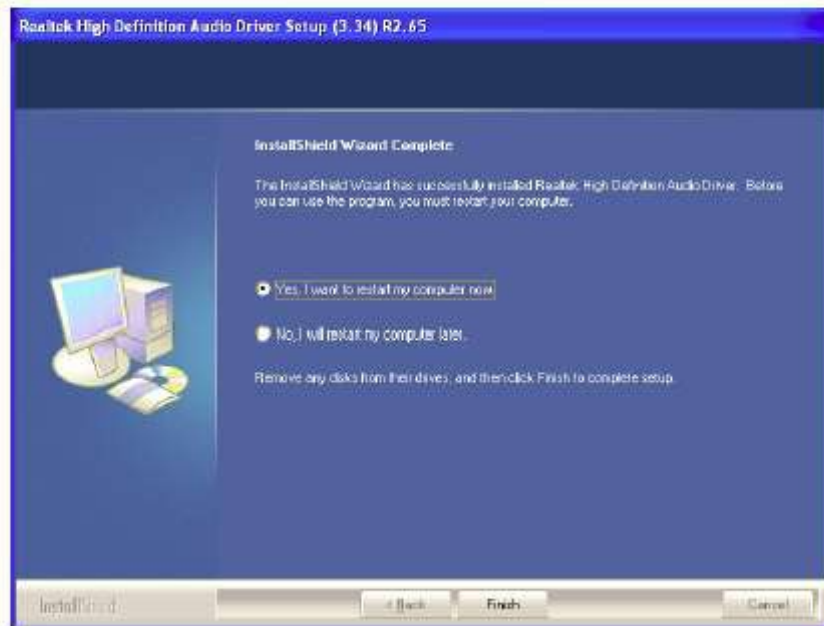 Realtek High Definition Audio Driver Setup (3.34) R2.65
InstallShield Wizard Complete
The InstallShield Wizard has successfully installed Realtek High Definition Audio Driver. Before
you can use the program, you must restart your computer.
Yes, I want to restart my computer now.
No, I will restart my computer later.
Remove any disks from their drives, and then click Finish to complete setup.
InstallShield
< Back
Finish
Cancel